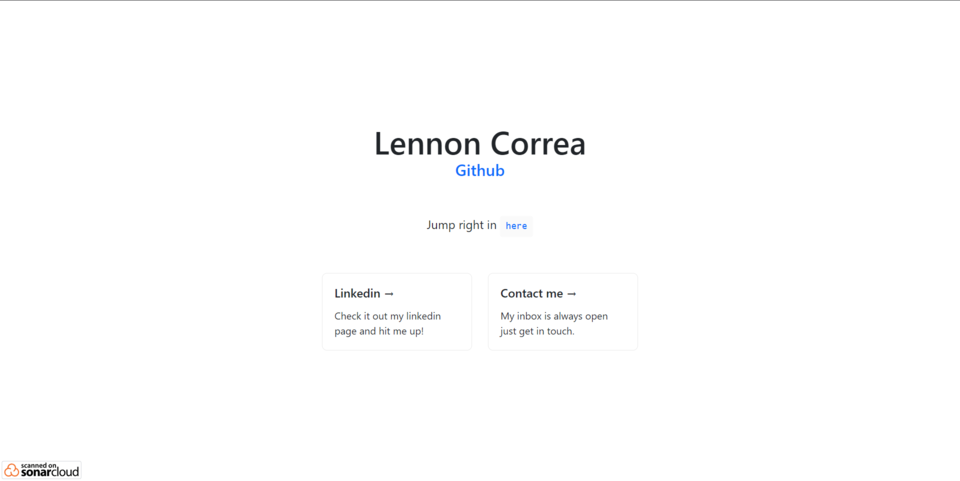 Lennon Correa
Github
Jump right in here
Linkedin →
Check it out my linkedin
page and hit me up!
Contact me →
My inbox is always open
just get in touch.
scanned on
sonarcloud